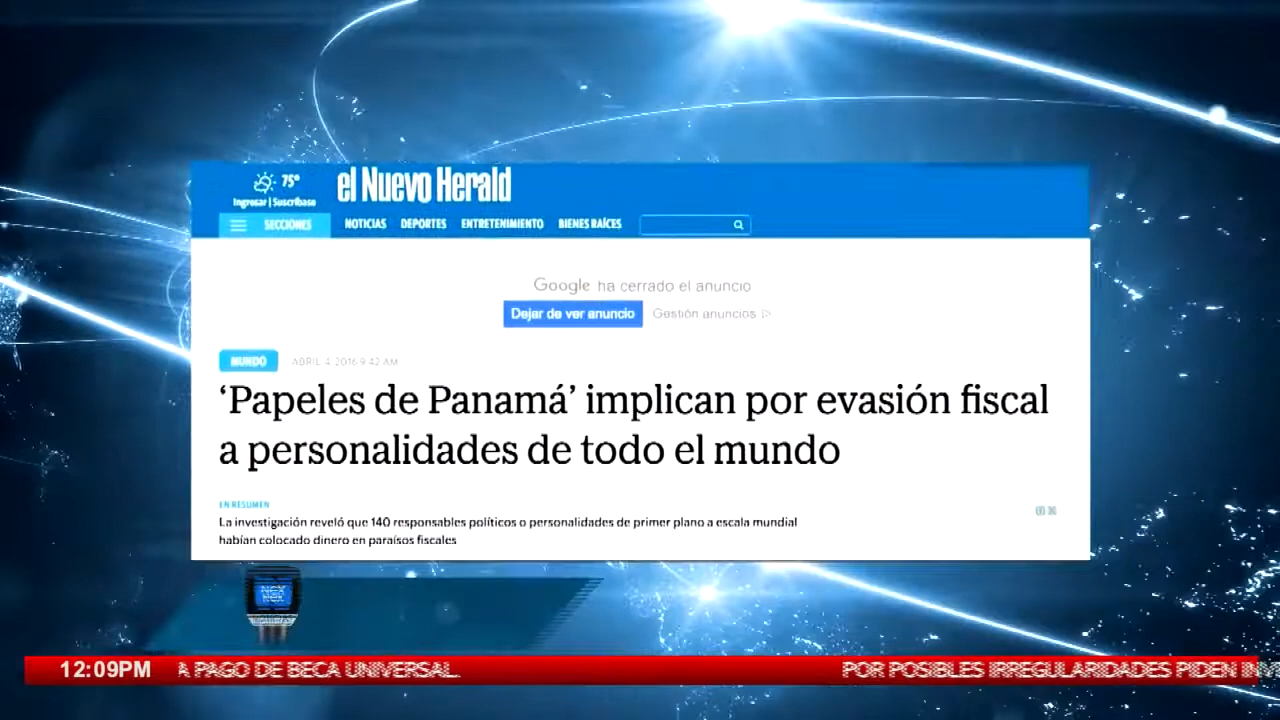 75°
el Nuevo Herald
Ingresar | Suscríbase
SECCIONES NOTICIAS DEPORTES ENTRETENIMIENTO BIENES RAÍCES
Google ha cerrado el anuncio
Dejar de ver anuncio Gestión anuncios
MUNDO ABRIL 4, 2016 9:42 AM
‘Papeles de Panamá’ implican por evasión fiscal
a personalidades de todo el mundo
EN RESUMEN
La investigación reveló que 140 responsables políticos o personalidades de primer plano a escala mundial
habían colocado dinero en paraísos fiscales
12:09PM A PAGO DE BECA UNIVERSAL. POR POSIBLES IRREGULARIDADES PIDEN